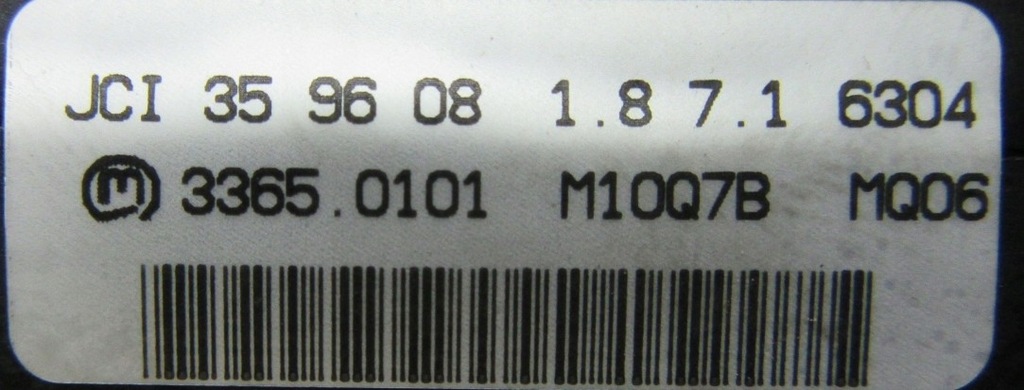 JCI 35 96 08 1.8 7.1 6304
m 3365.0101 M10Q7B MQ06